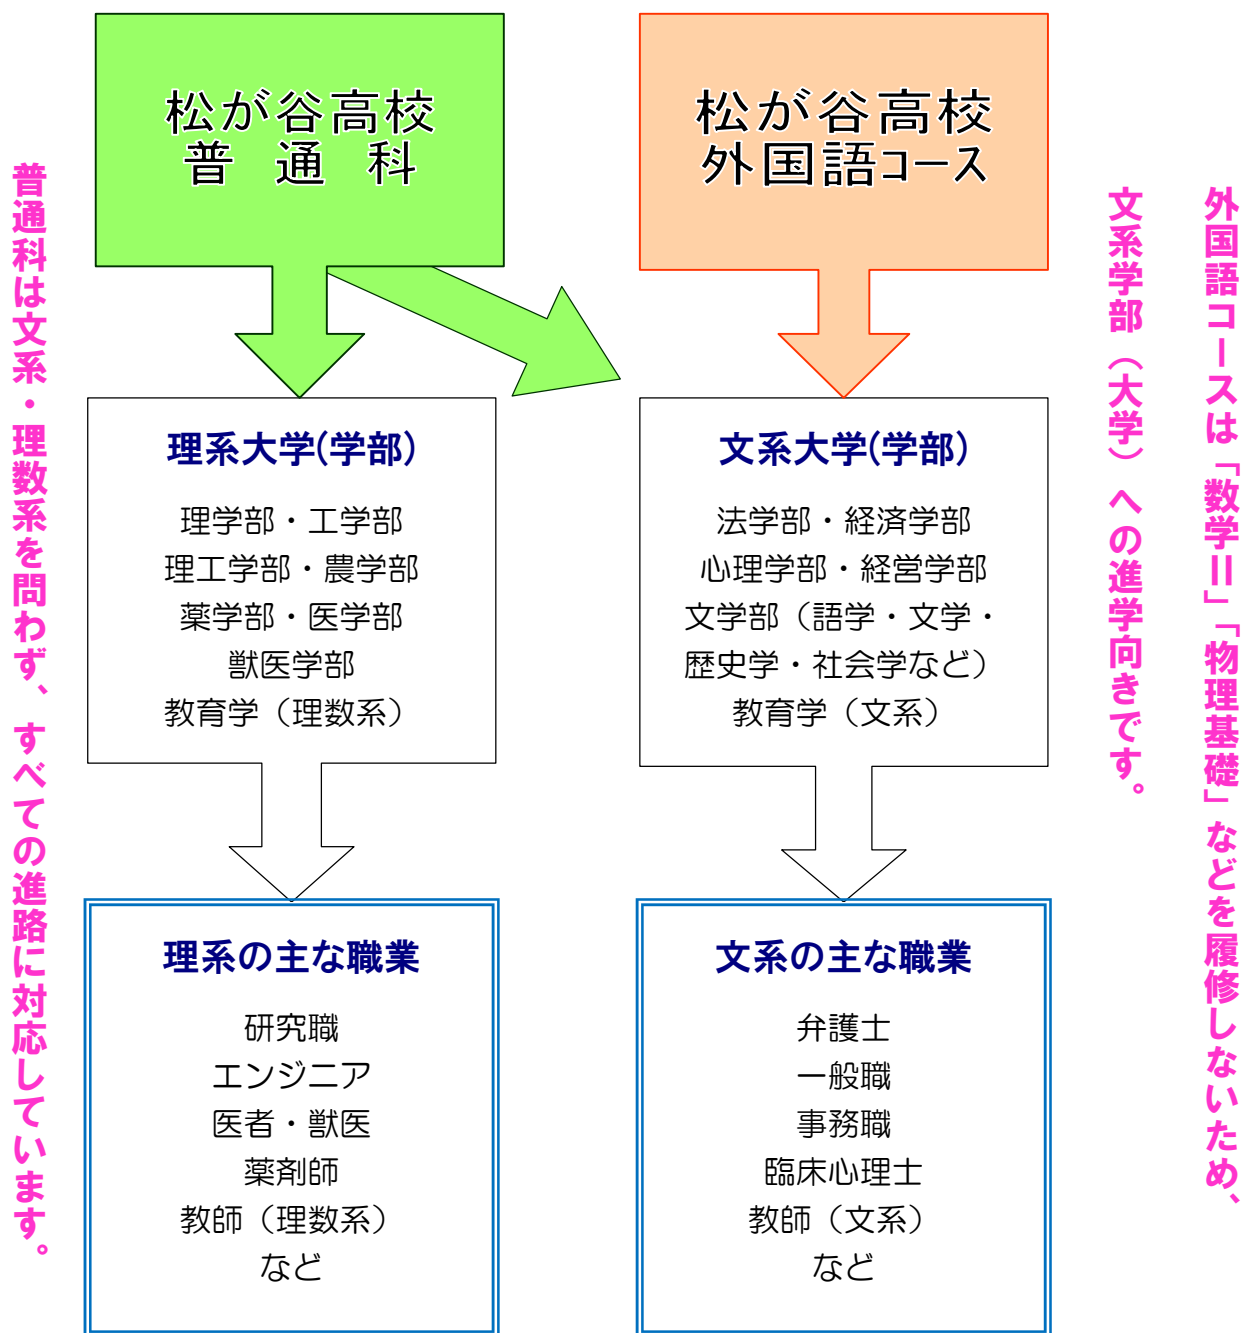 松が谷高校
普　通　科
松が谷高校
外国語コース
外国語コースは「数学Ⅱ」「物理基礎」などを履修しないため、
文系学部（大学）への進学向きです。
普通科は文系・理数系を問わず、すべての進路に対応しています。
理系大学(学部)
理学部・工学部
理工学部・農学部
薬学部・医学部
獣医学部
教育学（理数系）
文系大学(学部)
法学部・経済学部
心理学部・経営学部
文学部（語学・文学・
歴史学・社会学など）
教育学（文系）
理系の主な職業
研究職
エンジニア
医者・獣医
薬剤師
教師（理数系）
など
文系の主な職業
弁護士
一般職
事務職
臨床心理士
教師（文系）
など